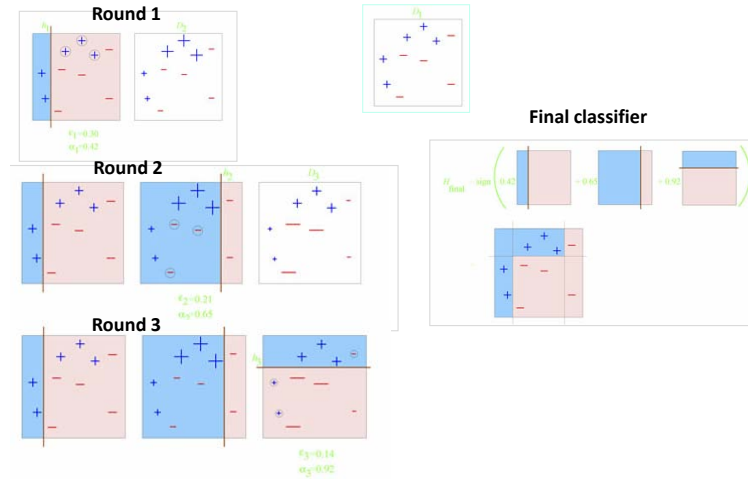 Round 1
h₁
D₂
ε₁=0.30
α₁=0.42
D₁
Round 2
h₂
D₃
ε₂=0.21
α₂=0.65
Round 3
h₃
ε₃=0.14
α₃=0.92
Final classifier
H final = sign ( 0.42 + 0.65 + 0.92 )